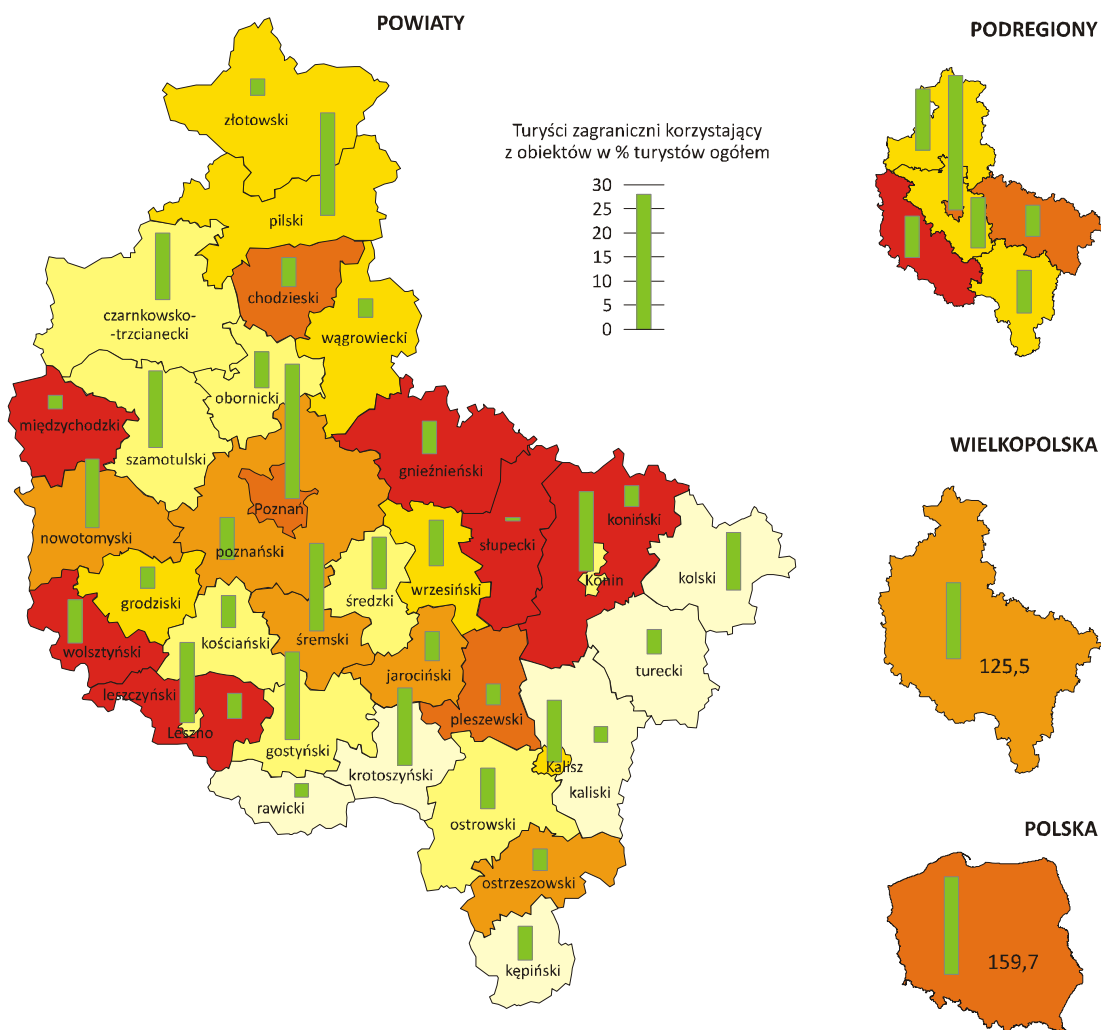 POWIATY
PODREGIONY
złotowski
Turyści zagraniczni korzystający
z obiektów w % turystów ogółem
30
25
20
15
10
5
0
pilski
chodzieski
czarnkowsko-
-trzcianecki
wągrowiecki
obornicki
międzychodzki
szamotulski
gnieźnieński
WIELKOPOLSKA
Poznań
koniński
nowotomyski
poznański
słupecki
Konin
kolski
wrzesiński
grodziski
średzki
kościański
śremski
wolsztyński
turecki
125,5
jarociński
leszczyński
pleszewski
Leszno
gostyński
Kalisz
krotoszyński
kaliski
rawicki
ostrowski
POLSKA
ostrzeszowski
159,7
kępiński